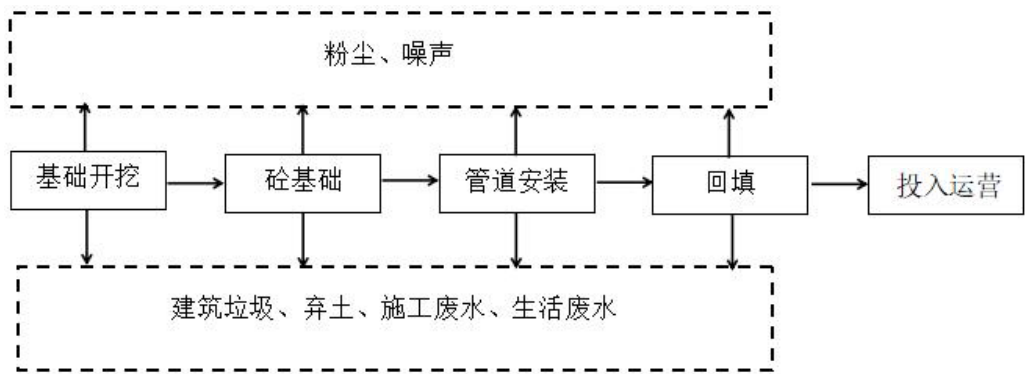 粉尘、噪声
基础开挖
砼基础
管道安装
回填
投入运营
建筑垃圾、弃土、施工废水、生活废水